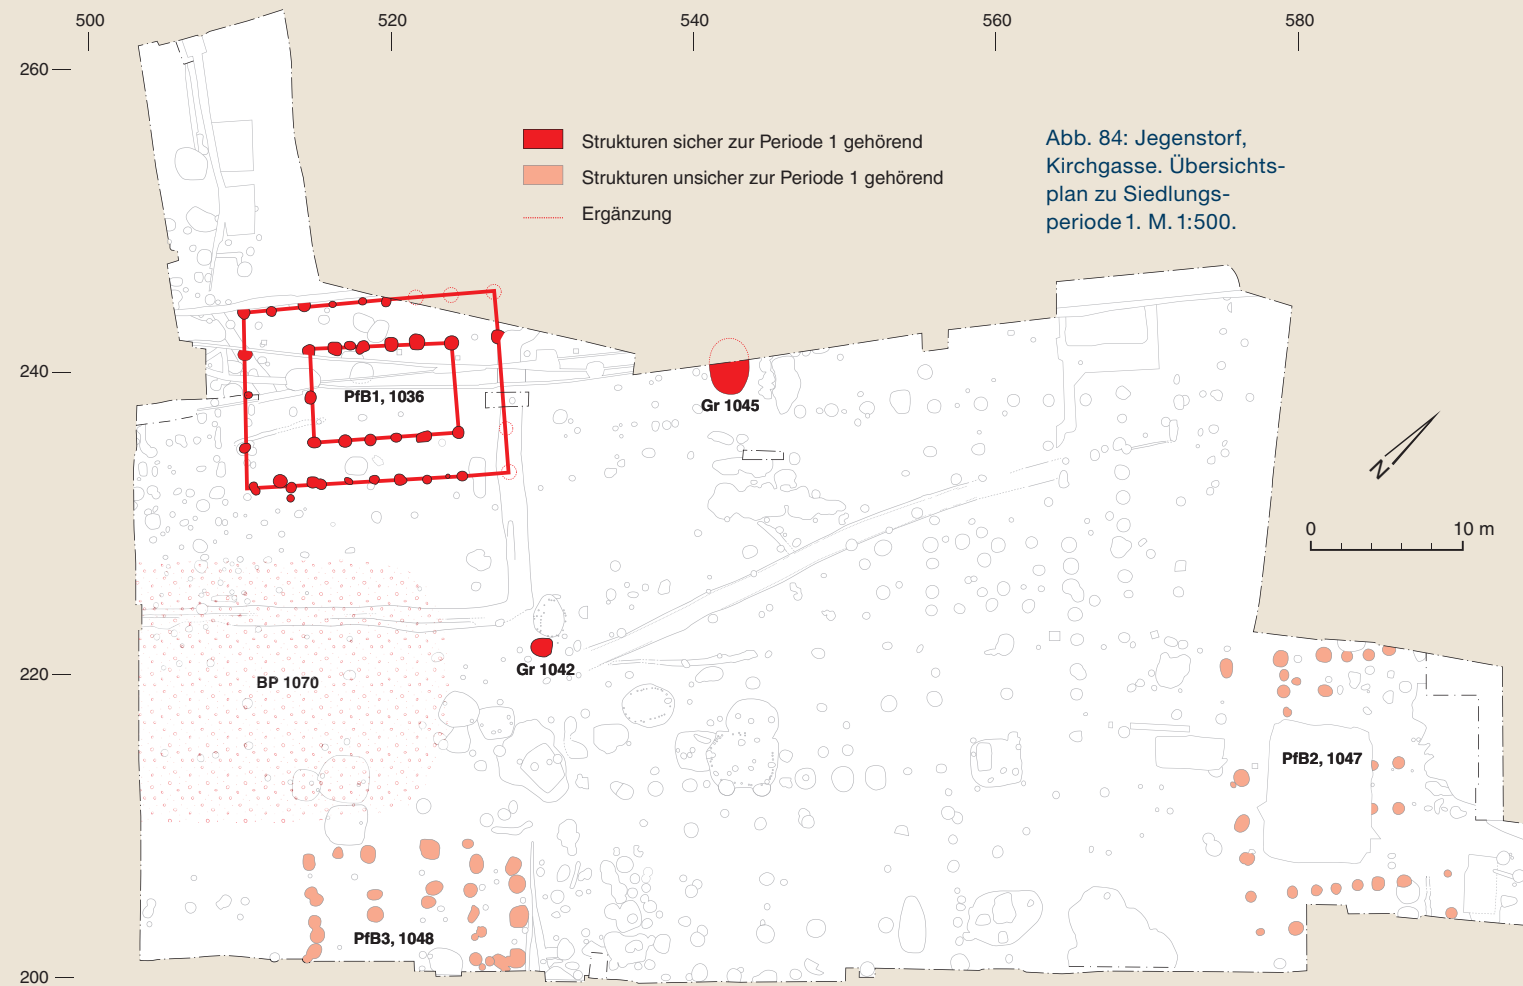 500
520
540
560
580
260
240
220
200
Strukturen sicher zur Periode 1 gehörend
Strukturen unsicher zur Periode 1 gehörend
Ergänzung
Abb. 84: Jegenstorf,
Kirchgasse. Übersichts-
plan zu Siedlungs-
periode 1. M. 1:500.
PfB1, 1036
Gr 1045
N
0 10 m
Gr 1042
BP 1070
PfB2, 1047
PfB3, 1048